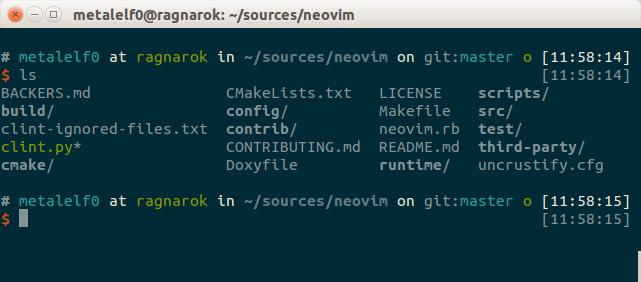 metalelf0@ragnarok: ~/sources/neovim
# metalelf0 at ragnarok in ~/sources/neovim on git:master o [11:58:14]
$ ls [11:58:14]
BACKERS.md CMakeLists.txt LICENSE scripts/
build/ config/ Makefile src/
clint-ignored-files.txt contrib/ neovim.rb test/
clint.py* CONTRIBUTING.md README.md third-party/
cmake/ Doxyfile runtime/ uncrustify.cfg
# metalelf0 at ragnarok in ~/sources/neovim on git:master o [11:58:15]
$ [11:58:15]